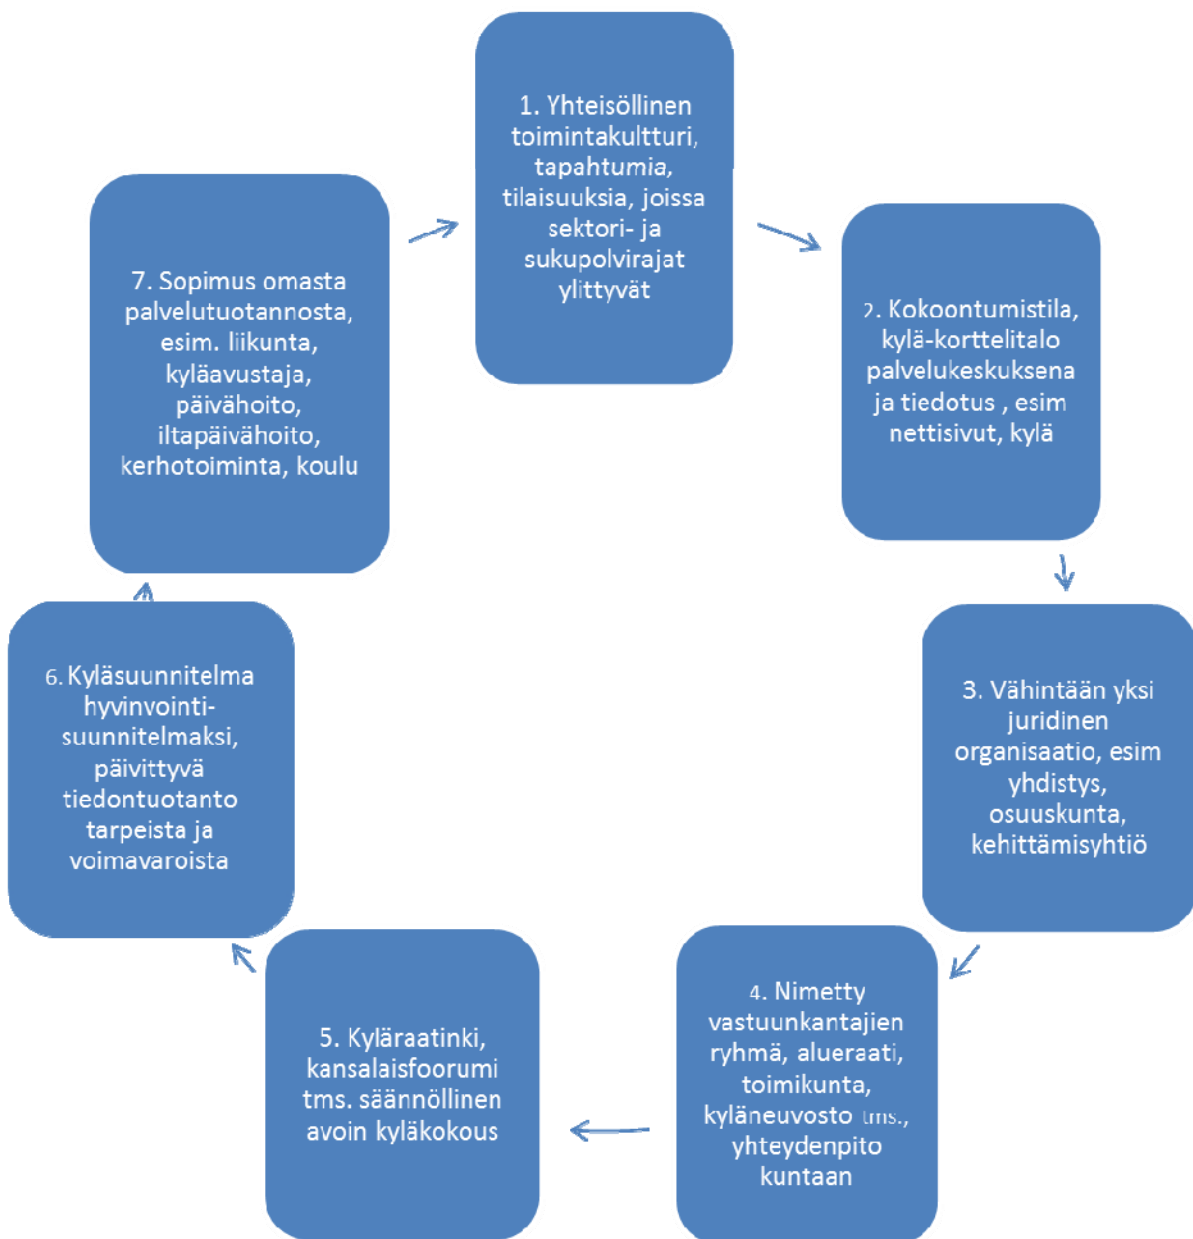 1. Yhteisöllinen
toimintakultturi,
tapahtumia,
tilaisuuksia, joissa
sektori- ja
sukupolvirajat
ylittyvät
2. Kokoontumistila,
kylä-korttelitalo
palvelukeskuksena
ja tiedotus , esim
nettisivut, kylä
3. Vähintään yksi
juridinen
organisaatio, esim
yhdistys,
osuuskunta,
kehittämisyhtiö
4. Nimetty
vastuunkantajien
ryhmä, alueraati,
toimikunta,
kyläneuvosto tms.,
yhteydenpito
kuntaan
5. Kyläraatinki,
kansalaisfoorumi
tms. säännöllinen
avoin kyläkokous
6. Kyläsuunnitelma
hyvinvointi-
suunnitelmaksi,
päivittyvä
tiedontuotanto
tarpeista ja
voimavaroista
7. Sopimus omasta
palvelutuotannosta,
esim. liikunta,
kyläavustaja,
päivähoito,
iltapäivähoito,
kerhotoiminta, koulu